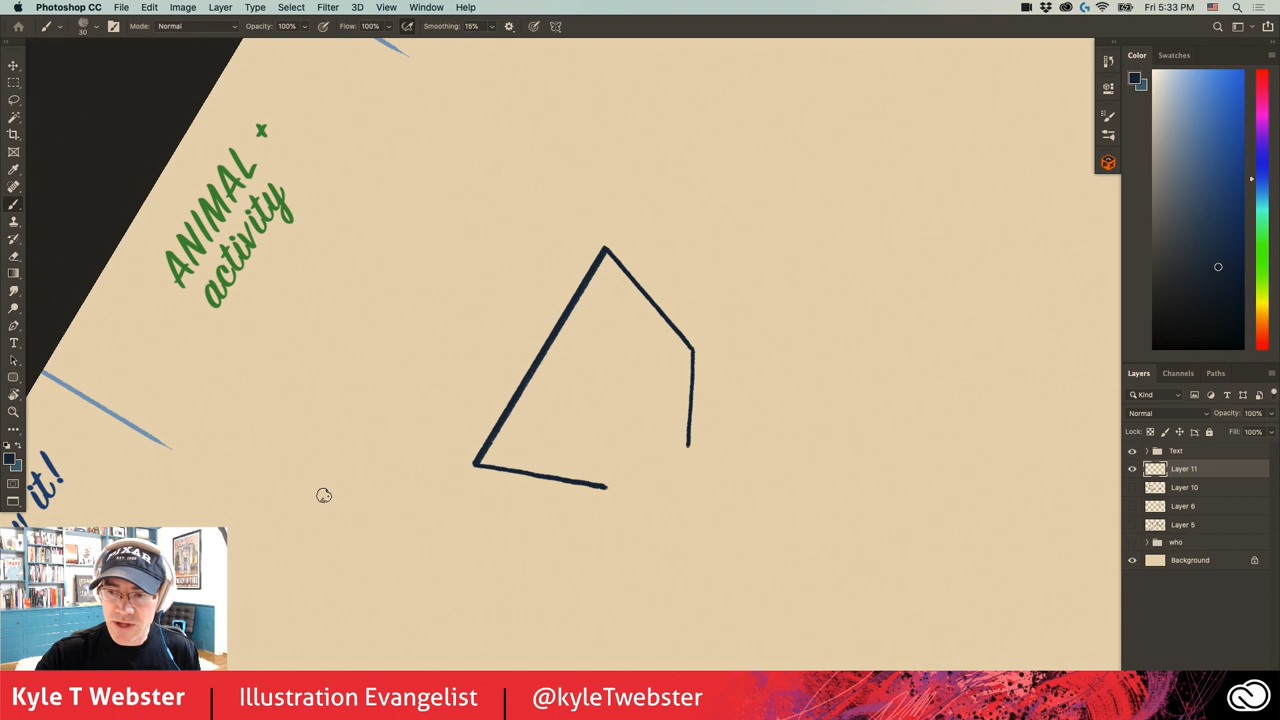 Photoshop CC File Edit Image Layer Type Select Filter 3D View Window Help Fri 5:33 PM
30 Mode: Normal Opacity: 100% Flow: 100% Smoothing: 15%
Color Swatches
x
ANIMAL
activity
it!
Layers Channels Paths
Kind
Normal Opacity: 100%
Lock: Fill: 100%
Text
Layer 11
Layer 10
Layer 6
Layer 5
who
Background
PIXAR
Kyle T Webster | Illustration Evangelist | @kyleTwebster